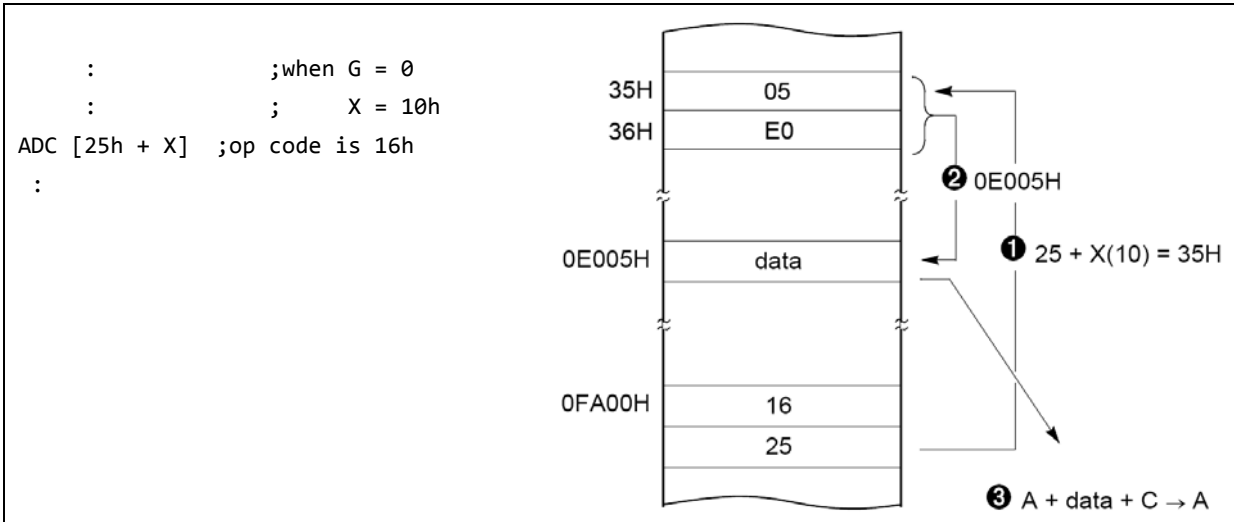 : ;when G = 0
: ; X = 10h
ADC [25h + X] ;op code is 16h
:
35H 05
36H E0
❷ 0E005H
❶ 25 + X(10) = 35H
0E005H data
0FA00H 16
25
❸ A + data + C → A